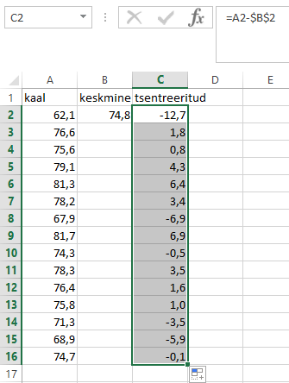 C2 =A2-$B$2
A B C D E
1 kaal keskmine tsentreeritud
2 62,1 74,8 -12,7
3 76,6 1,8
4 75,6 0,8
5 79,1 4,3
6 81,3 6,4
7 78,2 3,4
8 67,9 -6,9
9 81,7 6,9
10 74,3 -0,5
11 78,3 3,5
12 76,4 1,6
13 75,8 1,0
14 71,3 -3,5
15 68,9 -5,9
16 74,7 -0,1
17